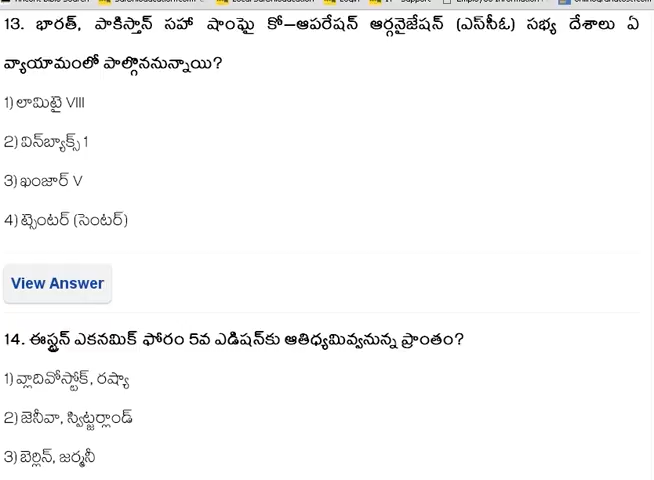 13. భారత్, పాకిస్తాన్ సహా షాంఘై కో–ఆపరేషన్ ఆర్గనైజేషన్ (ఎస్‌సీఓ) సభ్య దేశాలు ఏ
వ్యాయామంలో పాల్గొననున్నాయి?
1) లామిటై VIII
2) విన్‌బ్యాక్స్ 1
3) ఖంజార్ V
4) ట్సెంటర్ (సెంటర్)
View Answer
14. ఈస్ట్రన్ ఎకనమిక్ ఫోరం 5వ ఎడిషన్‌కు ఆతిధ్యమివ్వనున్న ప్రాంతం?
1) వ్లాదివోస్టోక్, రష్యా
2) జెనీవా, స్విట్జర్లాండ్
3) బెర్లిన్, జర్మనీ